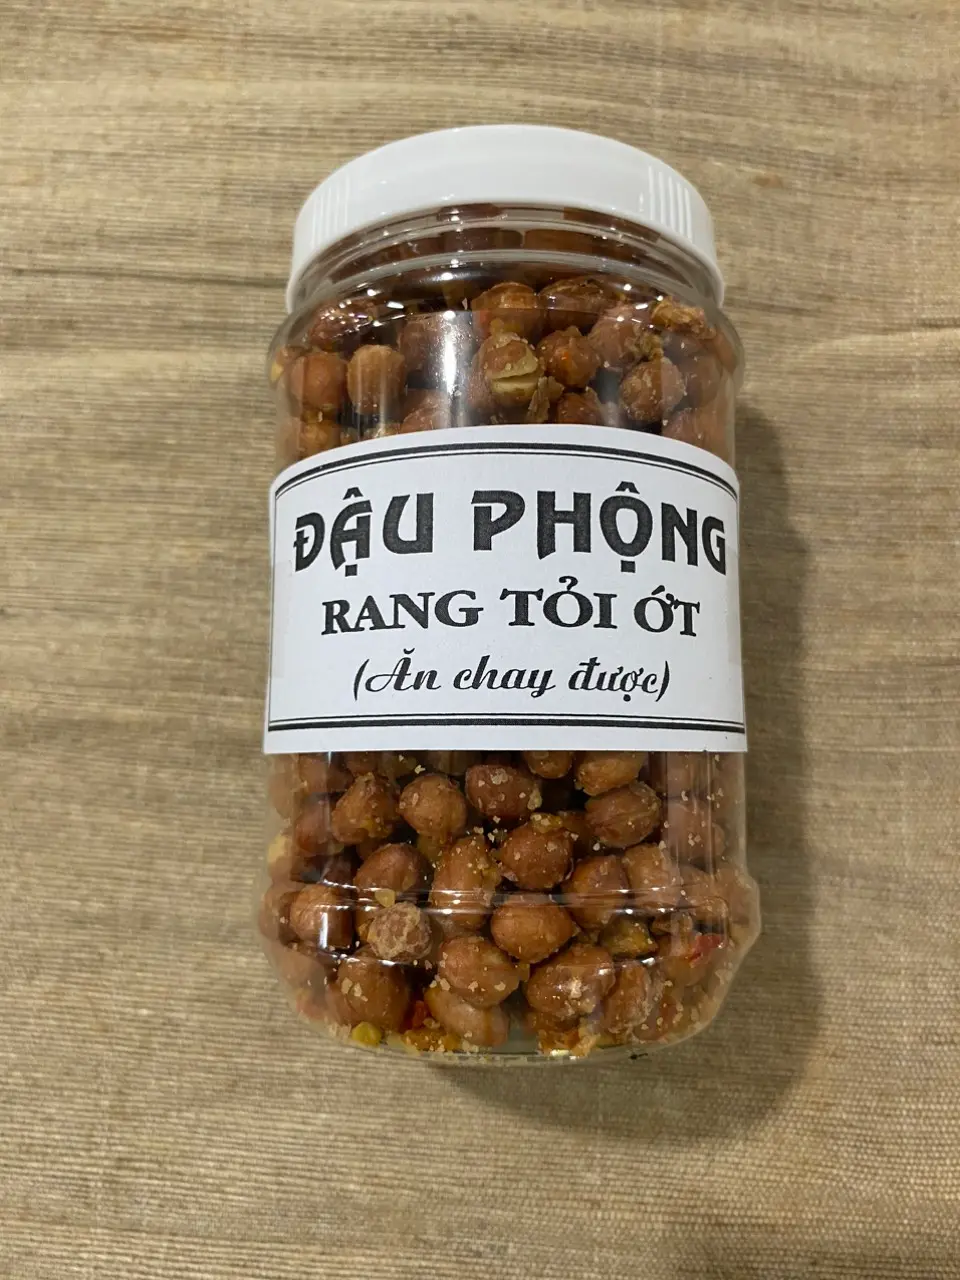 ĐẬU PHỘNG
RANG TỎI ỚT
(Ăn chay được)